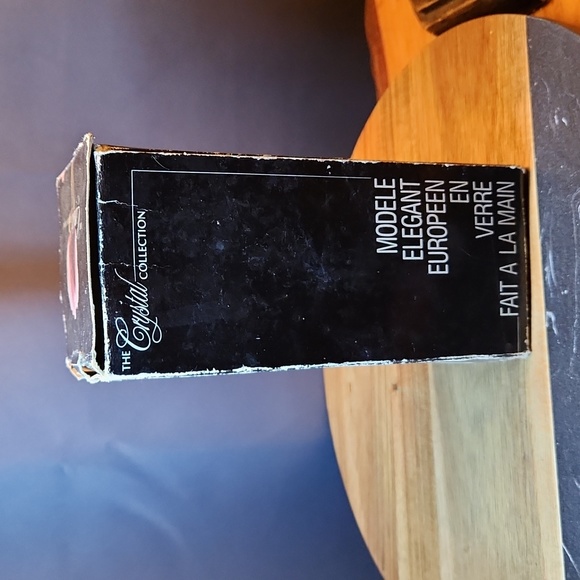 THE Crystal COLLECTION
MODELE
ELEGANT
EUROPEEN
EN
VERRE
FAIT A LA MAIN